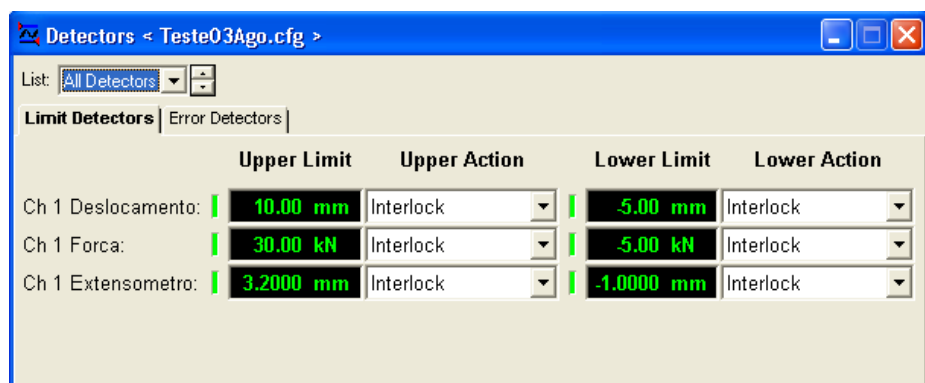 Detectors < Teste03Ago.cfg >
List: All Detectors
Limit Detectors Error Detectors
Upper Limit Upper Action Lower Limit Lower Action
Ch 1 Deslocamento: 10.00 mm Interlock -5.00 mm Interlock
Ch 1 Forca: 30.00 kN Interlock -5.00 kN Interlock
Ch 1 Extensometro: 3.2000 mm Interlock -1.0000 mm Interlock